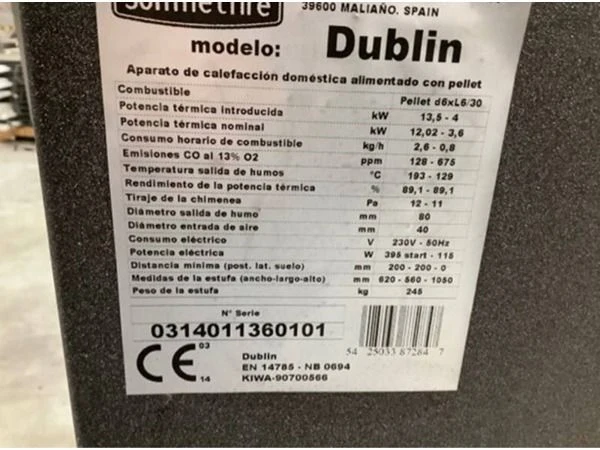 39600 MALIAÑO. SPAIN
modelo: Dublin
Aparato de calefacción doméstica alimentado con pellet
Combustible Pellet d6xL6/30
Potencia térmica introducida kW 13,5 - 4
Potencia térmica nominal kW 12,02 - 3,6
Consumo horario de combustible kg/h 2,6 - 0,8
Emisiones CO al 13% O2 ppm 128 - 675
Temperatura salida de humos °C 193 - 129
Rendimiento de la potencia térmica % 89,1 - 89,1
Tiraje de la chimenea Pa 12 - 11
Diámetro salida de humo mm 80
Diámetro entrada de aire mm 40
Consumo eléctrico V 230V - 50Hz
Potencia eléctrica W 395 start - 115
Distancia mínima (post. lat. suelo) mm 200 - 200 - 0
Medidas de la estufa (ancho-largo-alto) mm 620 - 560 - 1050
Peso de la estufa kg 245
N° Serie
0314011360101
5425033872847
CE 03
14
Dublin
EN 14785 - NB 0694
KIWA-90700566